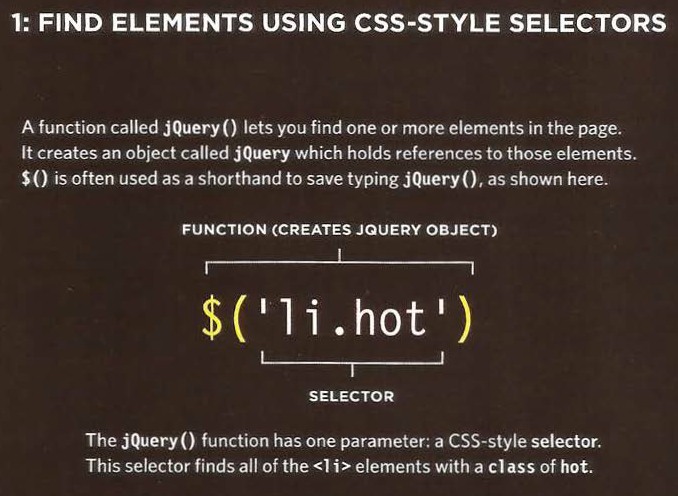 1: FIND ELEMENTS USING CSS-STYLE SELECTORS
A function called jQuery() lets you find one or more elements in the page.
It creates an object called jQuery which holds references to those elements.
$() is often used as a shorthand to save typing jQuery(), as shown here.
FUNCTION (CREATES JQUERY OBJECT)
$('li.hot')
SELECTOR
The jQuery() function has one parameter: a CSS-style selector.
This selector finds all of the <li> elements with a class of hot.